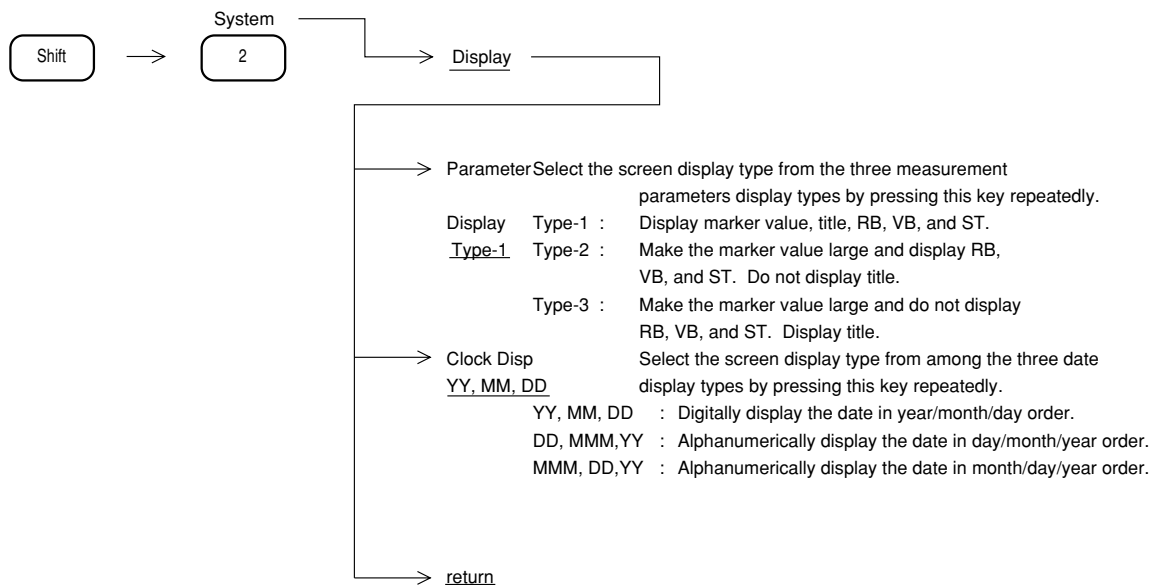 System
Shift
2
Display
ParameterSelect the screen display type from the three measurement
parameters display types by pressing this key repeatedly.
Display Type-1 : Display marker value, title, RB, VB, and ST.
Type-1 Type-2 : Make the marker value large and display RB,
VB, and ST. Do not display title.
Type-3 : Make the marker value large and do not display
RB, VB, and ST. Display title.
Clock Disp Select the screen display type from among the three date
YY, MM, DD display types by pressing this key repeatedly.
YY, MM, DD : Digitally display the date in year/month/day order.
DD, MMM,YY : Alphanumerically display the date in day/month/year order.
MMM, DD,YY : Alphanumerically display the date in month/day/year order.
return